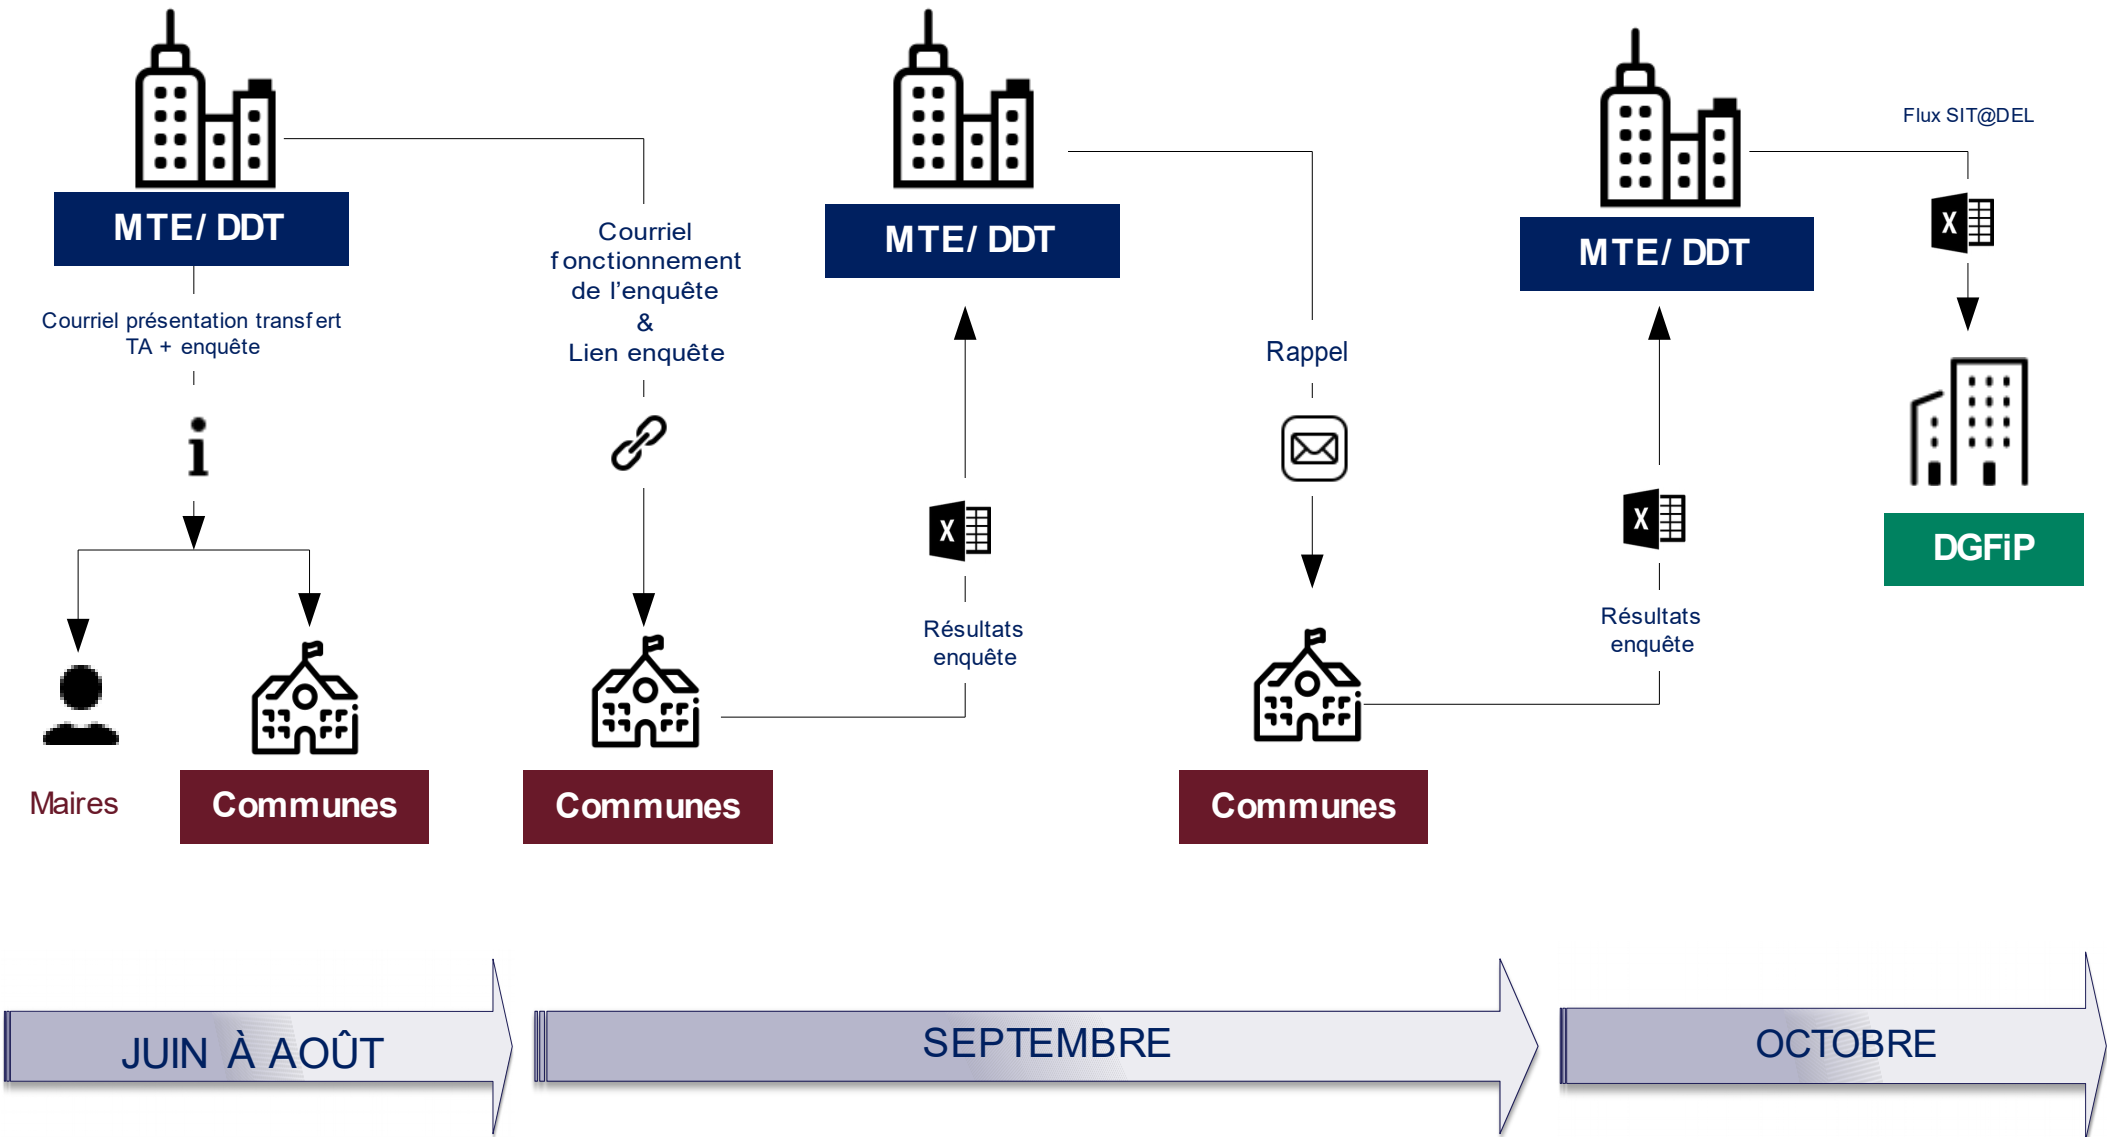 MTE/ DDT
Courriel présentation transfert
TA + enquête
Maires
Communes
Courriel
fonctionnement
de l'enquête
&
Lien enquête
Communes
MTE/ DDT
X
Résultats
enquête
Rappel
Communes
MTE/ DDT
X
Résultats
enquête
Flux SIT@DEL
X
DGFiP
JUIN À AOÛT
SEPTEMBRE
OCTOBRE